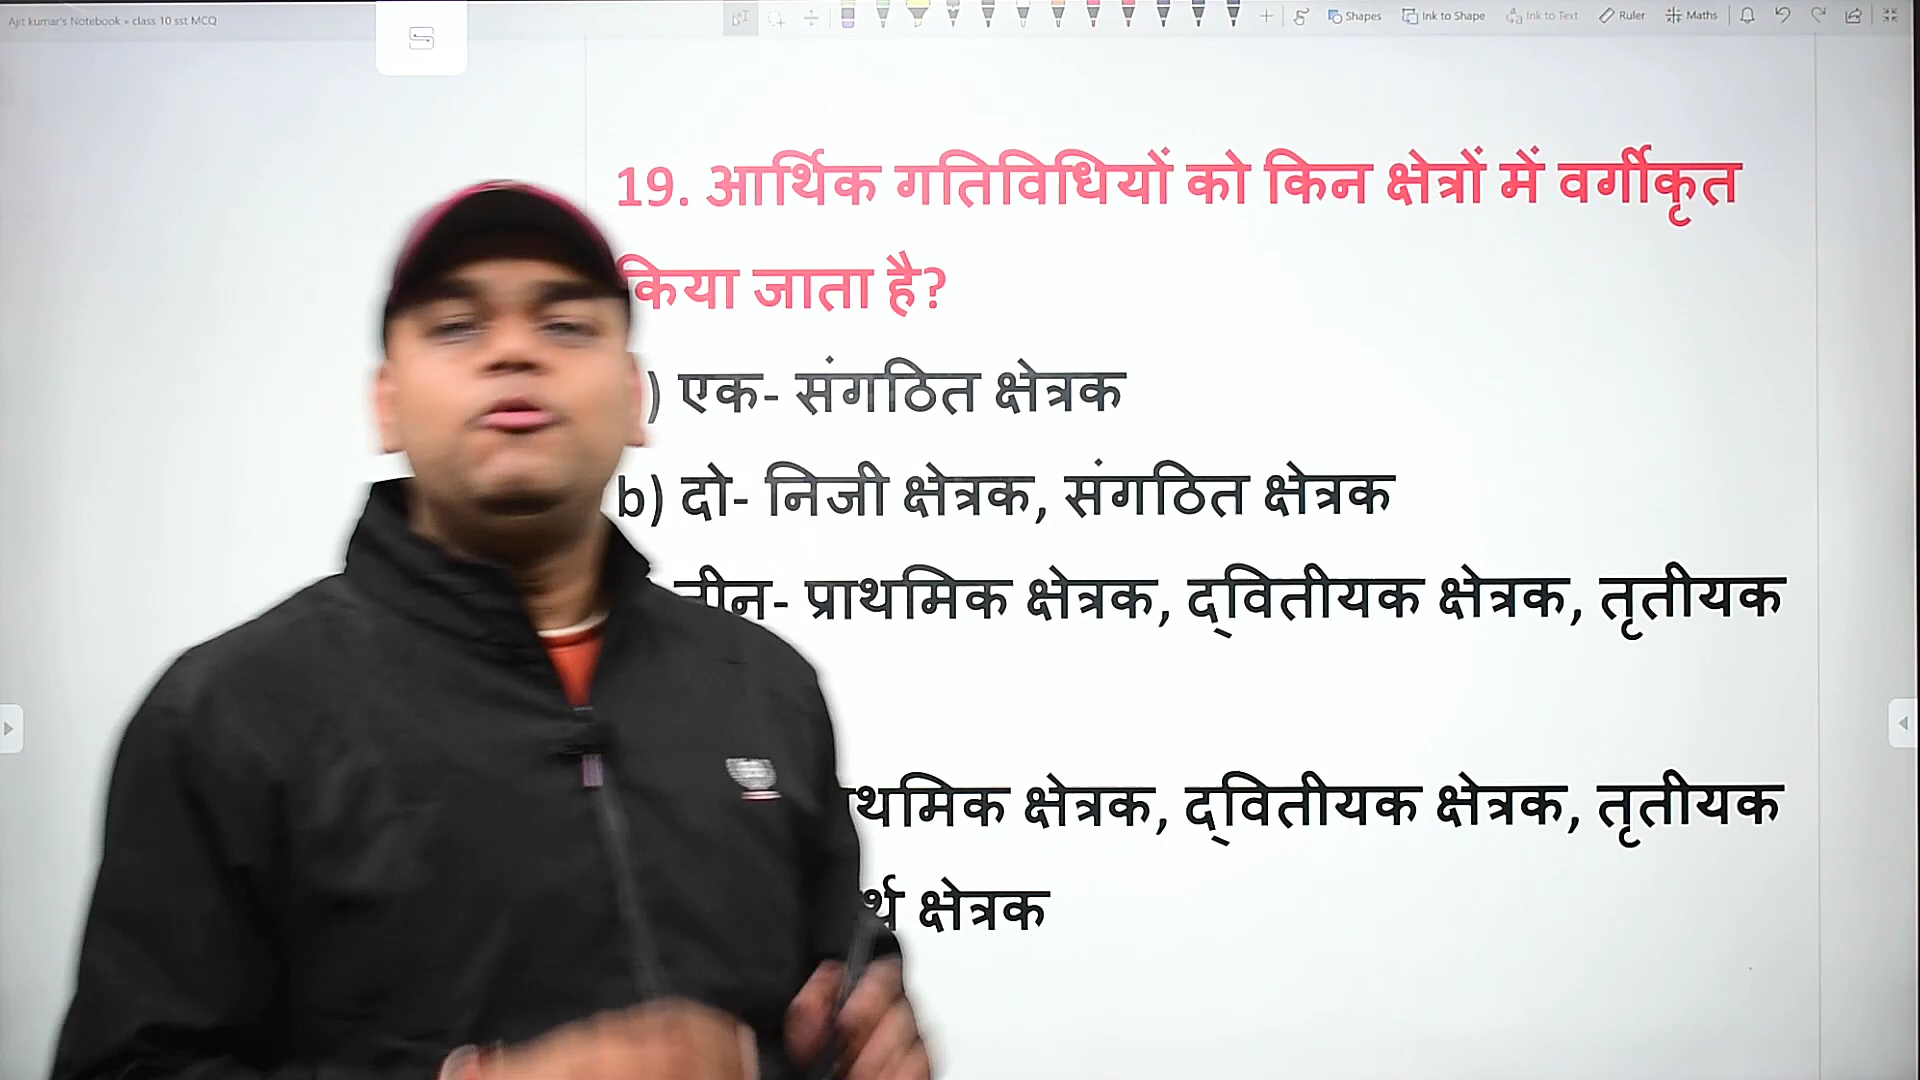 Ajit kumar's Notebook » class 10 sst MCQ
Shapes Ink to Shape Ink to Text Ruler Maths
19. आर्थिक गतिविधियों को किन क्षेत्रों में वर्गीकृत
किया जाता है?
) एक- संगठित क्षेत्रक
b) दो- निजी क्षेत्रक, संगठित क्षेत्रक
तीन- प्राथमिक क्षेत्रक, द्वितीयक क्षेत्रक, तृतीयक
क्षेत्रक, द्वितीयक क्षेत्रक, तृतीयक
क्षेत्रक